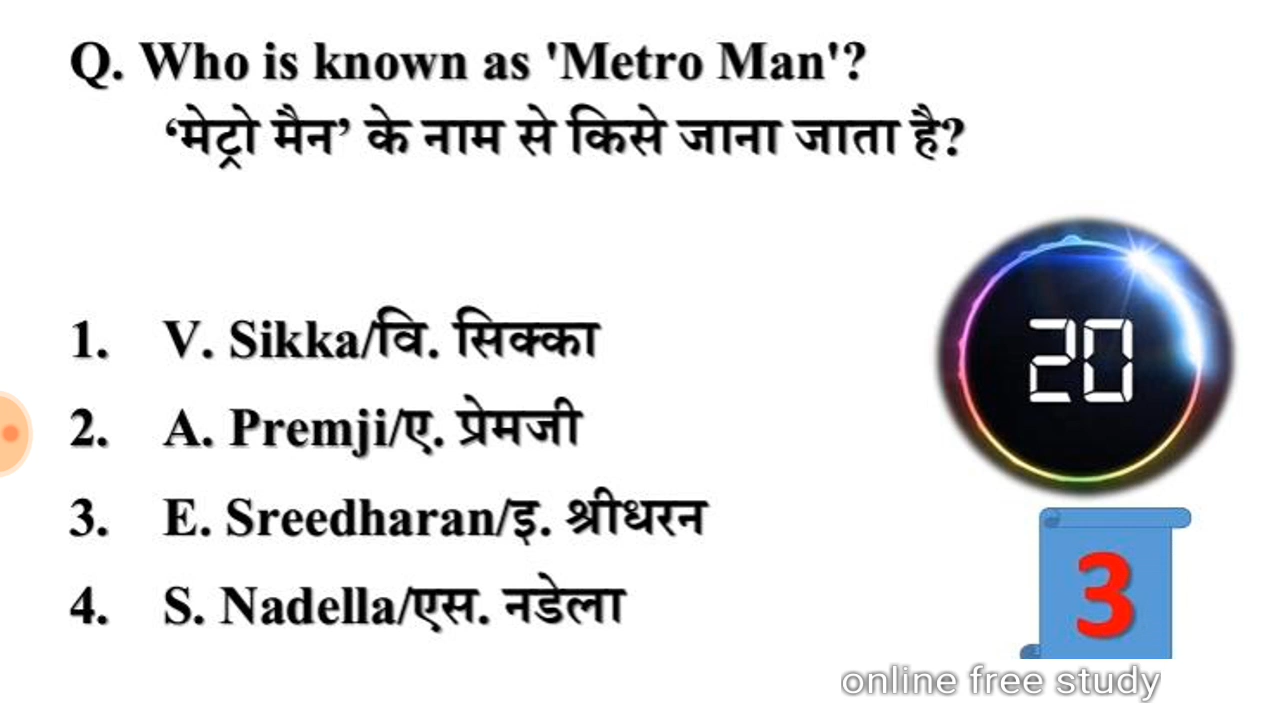 Q. Who is known as 'Metro Man'?
‘मेट्रो मैन’ के नाम से किसे जाना जाता है?
1. V. Sikka/वि. सिक्का
2. A. Premji/ए. प्रेमजी
3. E. Sreedharan/इ. श्रीधरन
4. S. Nadella/एस. नडेला
20
3
online free study